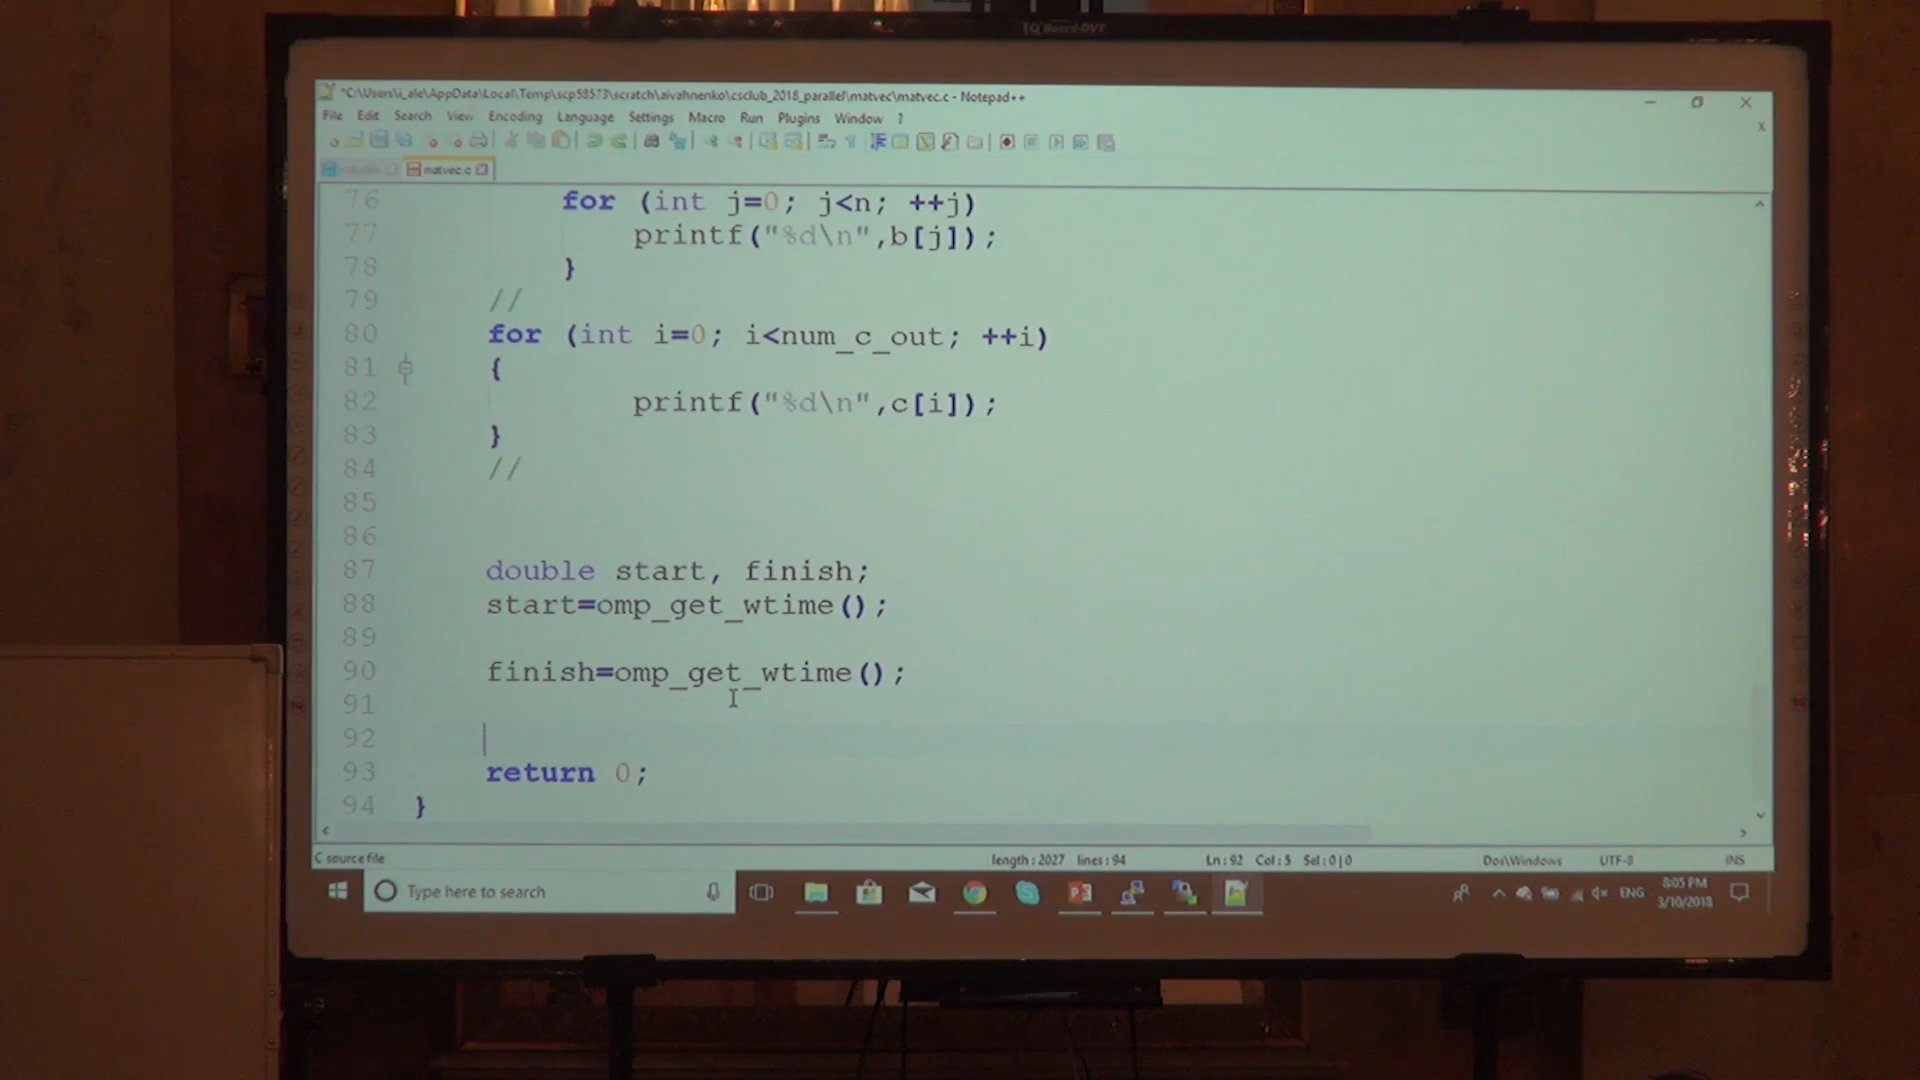 IQ Board-DVT
*C:\Users\i_ale\AppData\Local\Temp\scp58573\scratch\aivahnenko\csclub_2018_parallel\matvec\matvec.c - Notepad++
File Edit Search View Encoding Language Settings Macro Run Plugins Window ?
matvec.c
76 for (int j=0; j<n; ++j)
77 printf("%d\n",b[j]);
78 }
79 //
80 for (int i=0; i<num_c_out; ++i)
81 {
82 printf("%d\n",c[i]);
83 }
84 //
85
86
87 double start, finish;
88 start=omp_get_wtime();
89
90 finish=omp_get_wtime();
91
92
93 return 0;
94 }
C source file length : 2027 lines : 94 Ln : 92 Col : 5 Sel : 0 | 0 Dos\Windows UTF-8 INS
Type here to search ENG 8:05 PM
3/10/2018